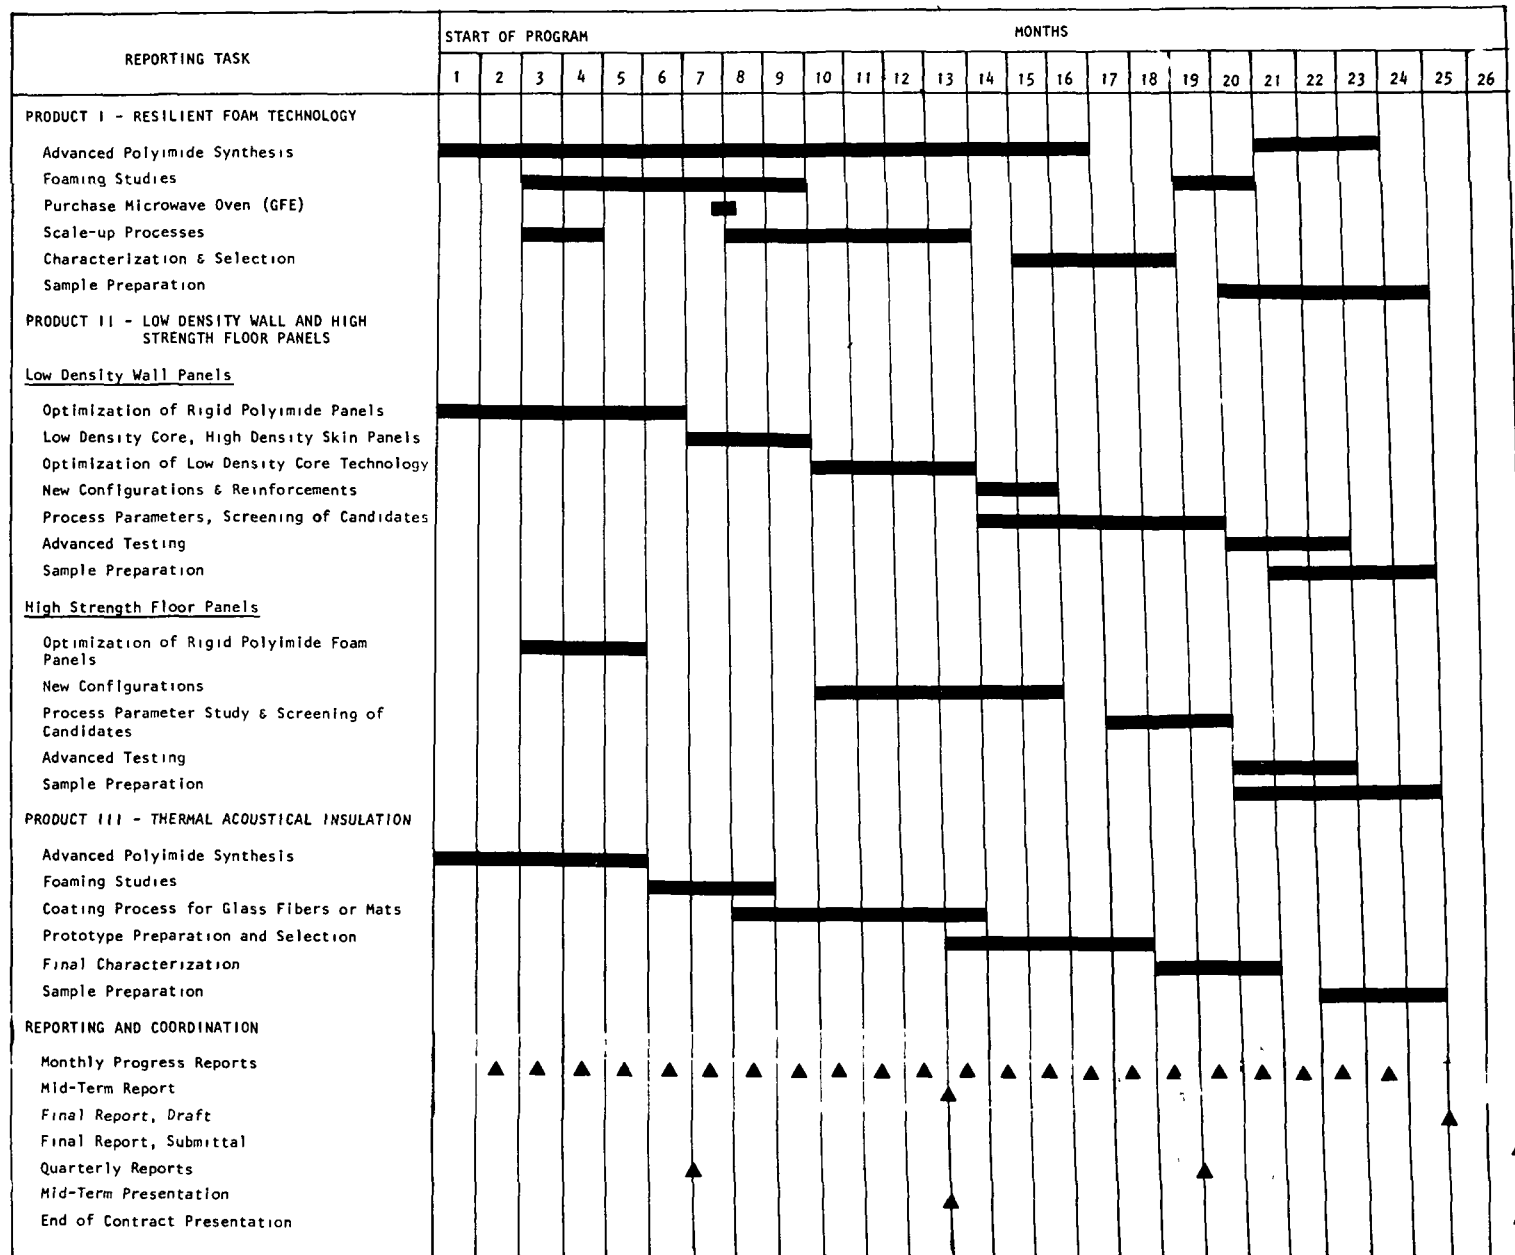 REPORTING TASK
START OF PROGRAM
MONTHS
1 2 3 4 5 6 7 8 9 10 11 12 13 14 15 16 17 18 19 20 21 22 23 24 25 26
PRODUCT I - RESILIENT FOAM TECHNOLOGY
Advanced Polyimide Synthesis
Foaming Studies
Purchase Microwave Oven (GFE)
Scale-up Processes
Characterization & Selection
Sample Preparation
PRODUCT II - LOW DENSITY WALL AND HIGH
STRENGTH FLOOR PANELS
Low Density Wall Panels
Optimization of Rigid Polyimide Panels
Low Density Core, High Density Skin Panels
Optimization of Low Density Core Technology
New Configurations & Reinforcements
Process Parameters, Screening of Candidates
Advanced Testing
Sample Preparation
High Strength Floor Panels
Optimization of Rigid Polyimide Foam
Panels
New Configurations
Process Parameter Study & Screening of
Candidates
Advanced Testing
Sample Preparation
PRODUCT III - THERMAL ACOUSTICAL INSULATION
Advanced Polyimide Synthesis
Foaming Studies
Coating Process for Glass Fibers or Mats
Prototype Preparation and Selection
Final Characterization
Sample Preparation
REPORTING AND COORDINATION
Monthly Progress Reports
Mid-Term Report
Final Report, Draft
Final Report, Submittal
Quarterly Reports
Mid-Term Presentation
End of Contract Presentation